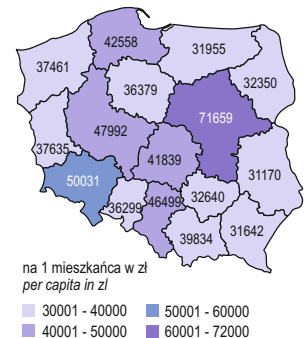 42558
31955
37461
36379
32350
71659
47992
37635
41839
50031
31170
36299
46499
32640
39834
31642
na 1 mieszkańca w zł
per capita in zl
30001 - 40000
50001 - 60000
40001 - 50000
60001 - 72000